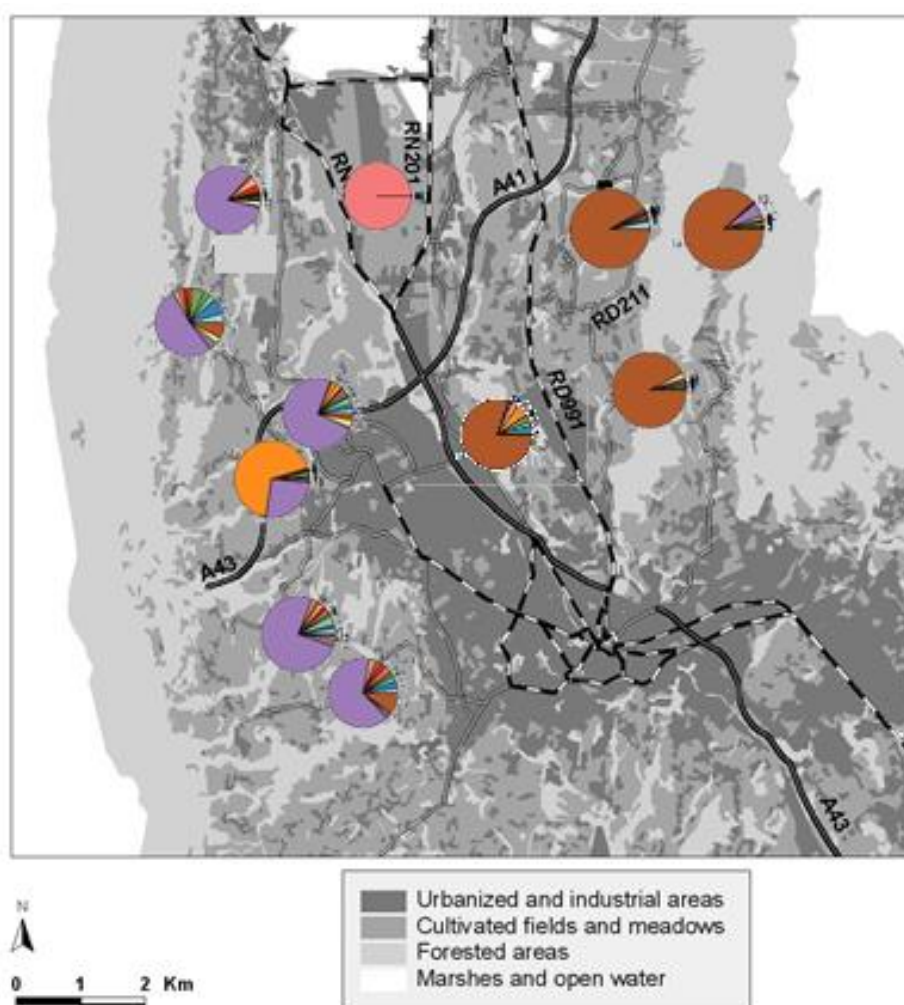 RN201
RN
A41
RD211
RD991
A43
A43
N
0 1 2 Km
Urbanized and industrial areas
Cultivated fields and meadows
Forested areas
Marshes and open water